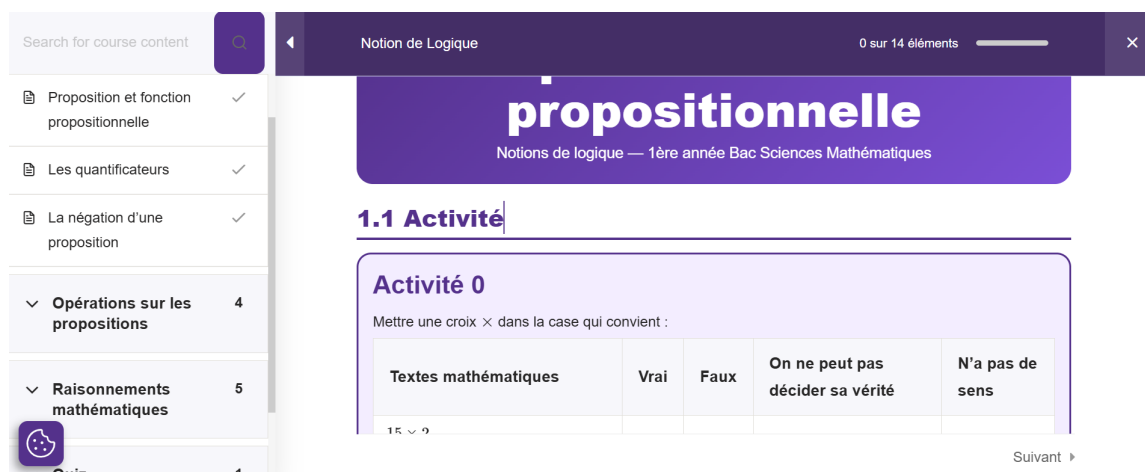 Search for course content
Notion de Logique
0 sur 14 éléments
Proposition et fonction
propositionnelle
Les quantificateurs
La négation d’une
proposition
Opérations sur les
propositions
4
Raisonnements
mathématiques
5
propositionnelle
Notions de logique — 1ère année Bac Sciences Mathématiques
1.1 Activité
Activité 0
Mettre une croix × dans la case qui convient :
Textes mathématiques
Vrai
Faux
On ne peut pas
décider sa vérité
N’a pas de
sens
Suivant